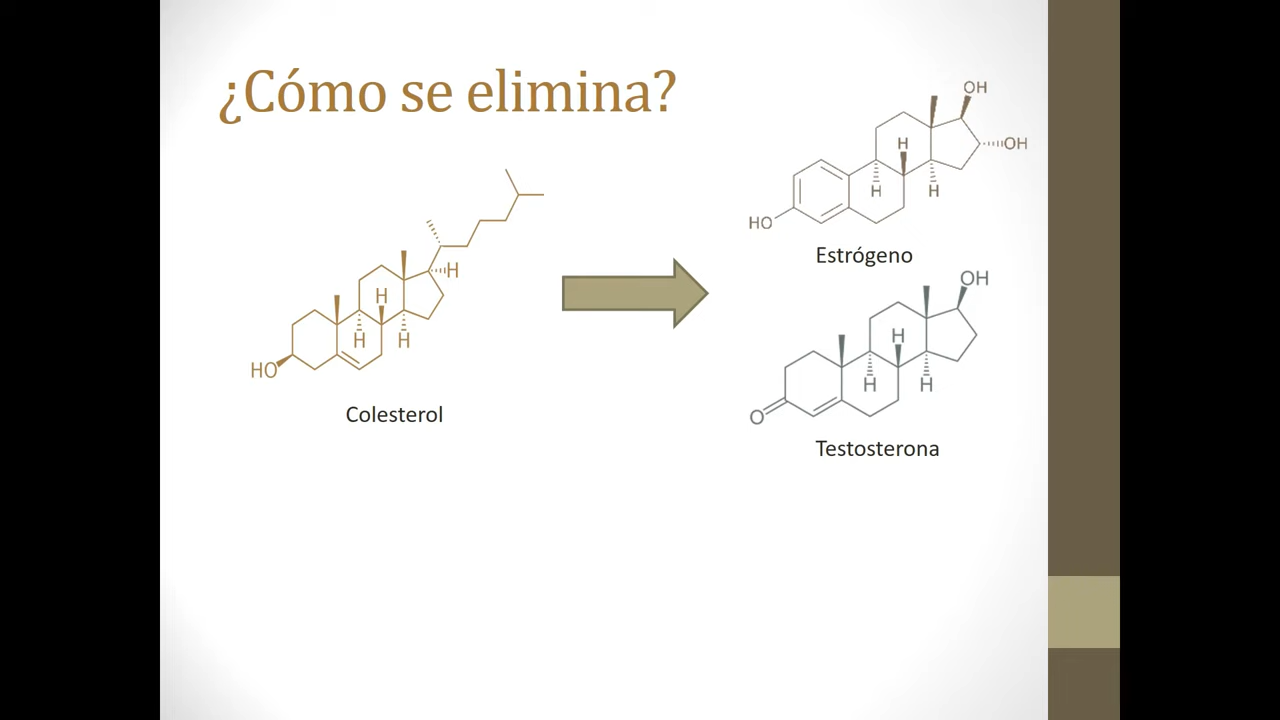 ¿Cómo se elimina?
HO
H
H
H
H
Colesterol
OH
OH
H
H
H
HO
Estrógeno
OH
H
H
H
O
Testosterona